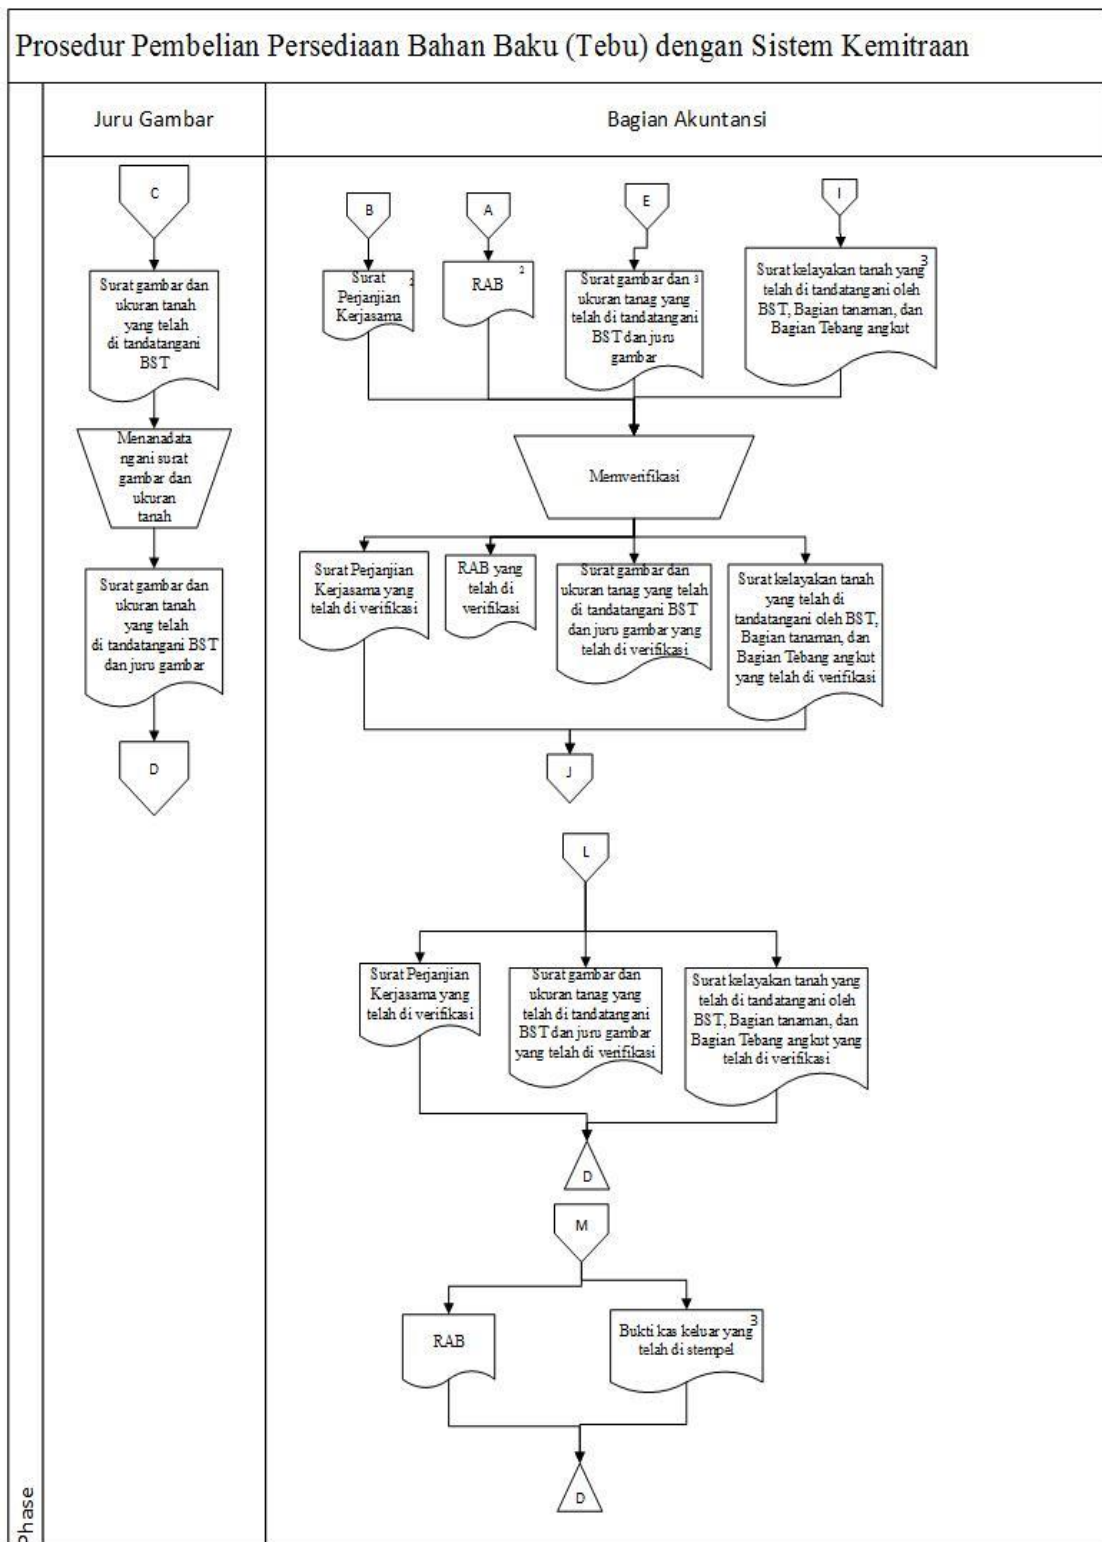 Prosedur Pembelian Persediaan Bahan Baku (Tebu) dengan Sistem Kemitraan
Phase
Juru Gambar
C
Surat gambar dan
ukuran tanah
yang telah
di tandatangani
BST
Menanadata
ngani surat
gambar dan
ukuran
tanah
Surat gambar dan
ukuran tanah
yang telah
di tandatangani BST
dan juru gambar
D
Bagian Akuntansi
B
A
E
I
Surat
Perjanjian
Kerjasama
2
RAB
2
Surat gambar dan
ukuran tanag yang
telah di tandatangani
BST dan juru
gambar
3
Surat kelayakan tanah yang
telah di tandatangani oleh
BST, Bagian tanaman, dan
Bagian Tebang angkut
3
Memverifikasi
Surat Perjanjian
Kerjasama yang
telah di verifikasi
RAB yang
telah di
verifikasi
Surat gambar dan
ukuran tanag yang telah
di tandatangani BST
dan juru gambar yang
telah di verifikasi
Surat kelayakan tanah
yang telah di
tandatangani oleh BST,
Bagian tanaman, dan
Bagian Tebang angkut
yang telah di verifikasi
J
L
Surat Perjanjian
Kerjasama yang
telah di verifikasi
Surat gambar dan
ukuran tanag yang
telah di tandatangani
BST dan juru gambar
yang telah di verifikasi
Surat kelayakan tanah yang
telah di tandatangani oleh
BST, Bagian tanaman, dan
Bagian Tebang angkut yang
telah di verifikasi
D
M
RAB
Bukti kas keluar yang
telah di stempel
3
D